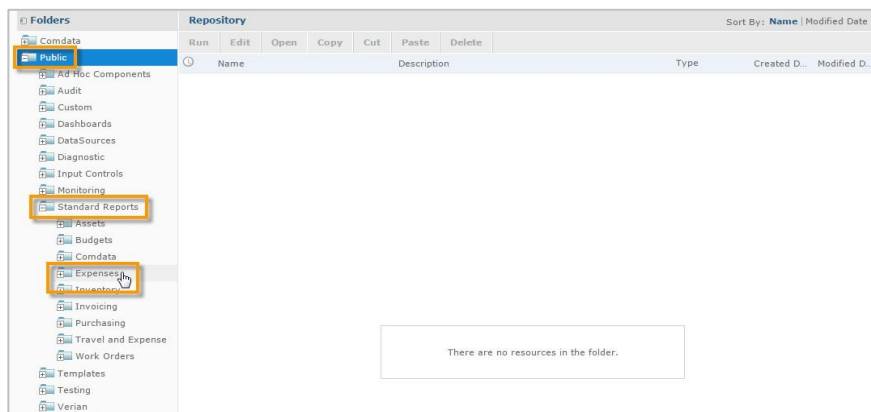 Folders
Comdata
Public
Ad Hoc Components
Audit
Custom
Dashboards
DataSources
Diagnostic
Input Controls
Monitoring
Standard Reports
Assets
Budgets
Comdata
Expenses
Inventory
Invoicing
Purchasing
Travel and Expense
Work Orders
Templates
Testing
Verian
Repository
Sort By: Name | Modified Date
Run Edit Open Copy Cut Paste Delete
Name Description Type Created D... Modified D...
There are no resources in the folder.